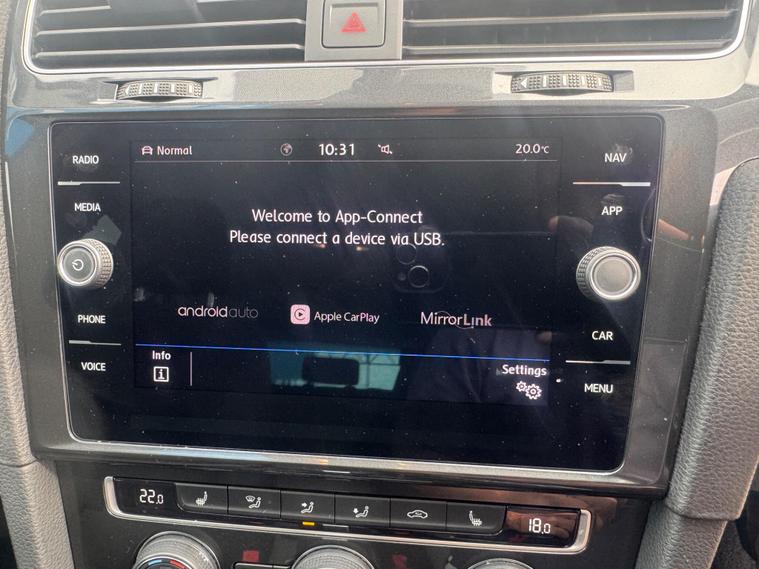 RADIO
MEDIA
PHONE
VOICE
Normal 10:31 20.0°C
Welcome to App-Connect
Please connect a device via USB.
androidauto Apple CarPlay MirrorLink
Info Settings
NAV
APP
CAR
MENU
22.0 18.0